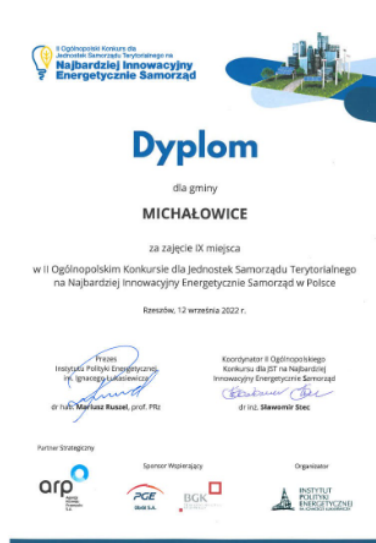 II Ogólnopolski Konkurs dla
Jednostek Samorządu Terytorialnego na
Najbardziej Innowacyjny
Energetycznie Samorząd
Dyplom
dla gminy
MICHAŁOWICE
za zajęcie IX miejsca
w II Ogólnopolskim Konkursie dla Jednostek Samorządu Terytorialnego
na Najbardziej Innowacyjny Energetycznie Samorząd w Polsce
Rzeszów, 12 września 2022 r.
Prezes
Instytutu Polityki Energetycznej
im. Ignacego Łukasiewicza
dr hab. Mariusz Ruszel, prof. PRz
Koordynator II Ogólnopolskiego
Konkursu dla JST na Najbardziej
Innowacyjny Energetycznie Samorząd
dr inż. Sławomir Stec
Partner Strategiczny
arp
Agencja
Rozwoju
Przemysłu
S.A.
Sponsor Wspierający
PGE
BGK
Organizator
INSTYTUT
POLITYKI
ENERGETYCZNEJ